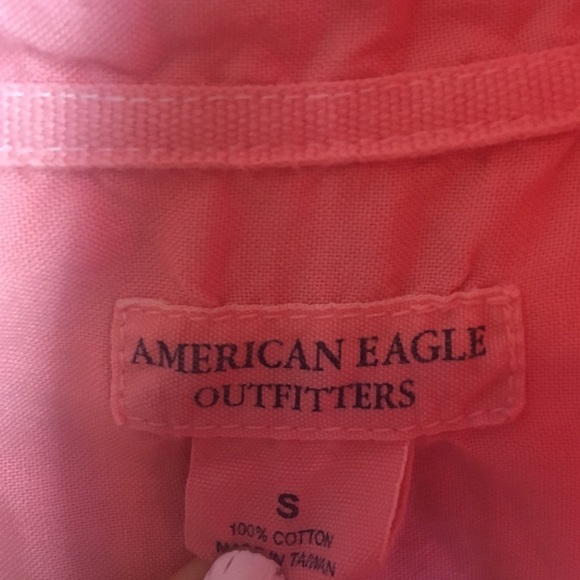 AMERICAN EAGLE
OUTFITTERS
S
100% COTTON
MADE IN TAIWAN